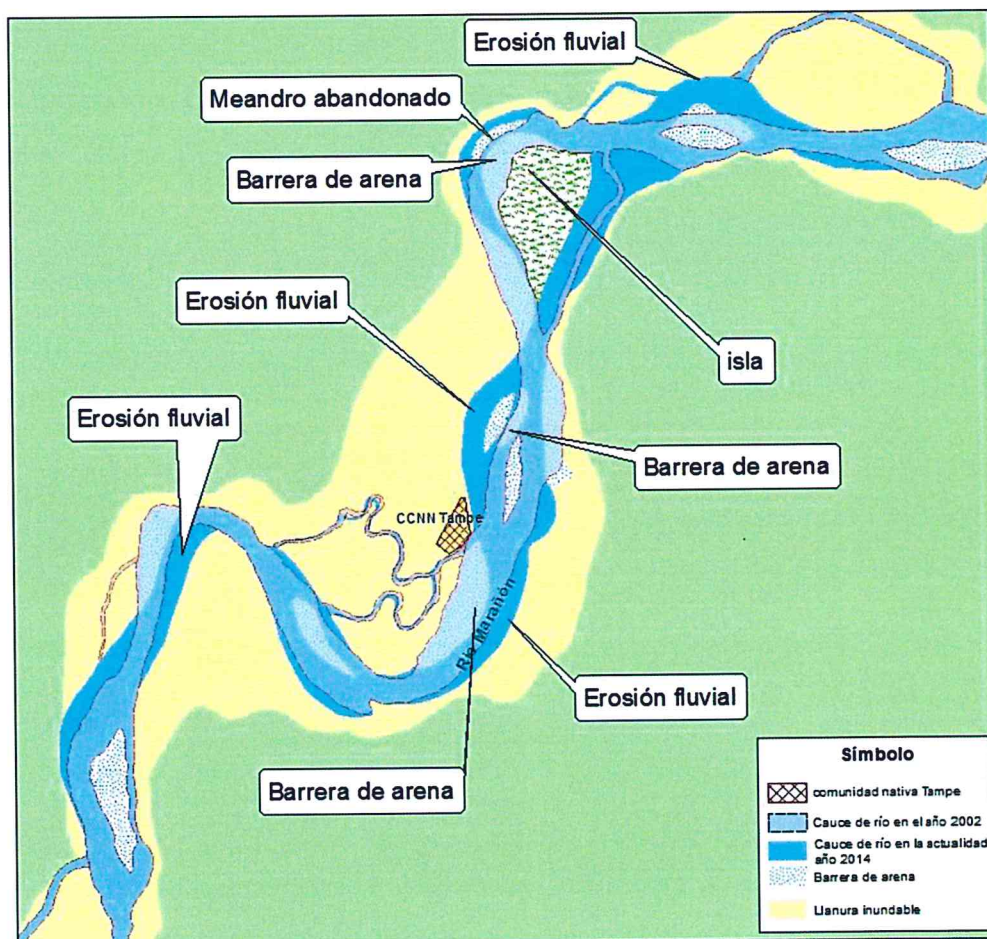 Erosión fluvial
Meandro abandonado
Barrera de arena
Erosión fluvial
isla
Erosión fluvial
Barrera de arena
CCNN Tampe
Río Marañón
Erosión fluvial
Barrera de arena
Símbolo
comunidad nativa Tampe
Cauce de río en el año 2002
Cauce de río en la actualidad
año 2014
Barrera de arena
Llanura inundable